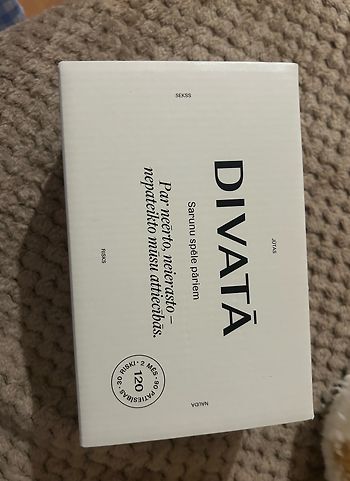 JŪTAS
DIVATĀ
Sarunu spēle pāriem
SEKSS
NAUDA
Par neērto, neierasto –
nepateikto mūsu attiecībās.
RISKS
90 PATIESĪBAS • 30 RISKI • 2 MĒS •
120